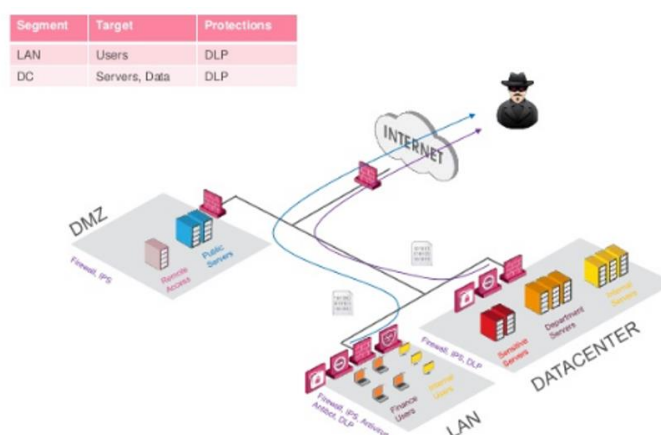 Segment Target Protections
LAN Users DLP
DC Servers, Data DLP
INTERNET
DMZ
Firewall, IPS
Remote
Access
Public
Servers
Sensitive
Servers
Department
Servers
Internal
Servers
Firewall, IPS, DLP
DATACENTER
Finance
Users
Internal
Users
Firewall, IPS, Antivirus
Antibot, DLP
LAN